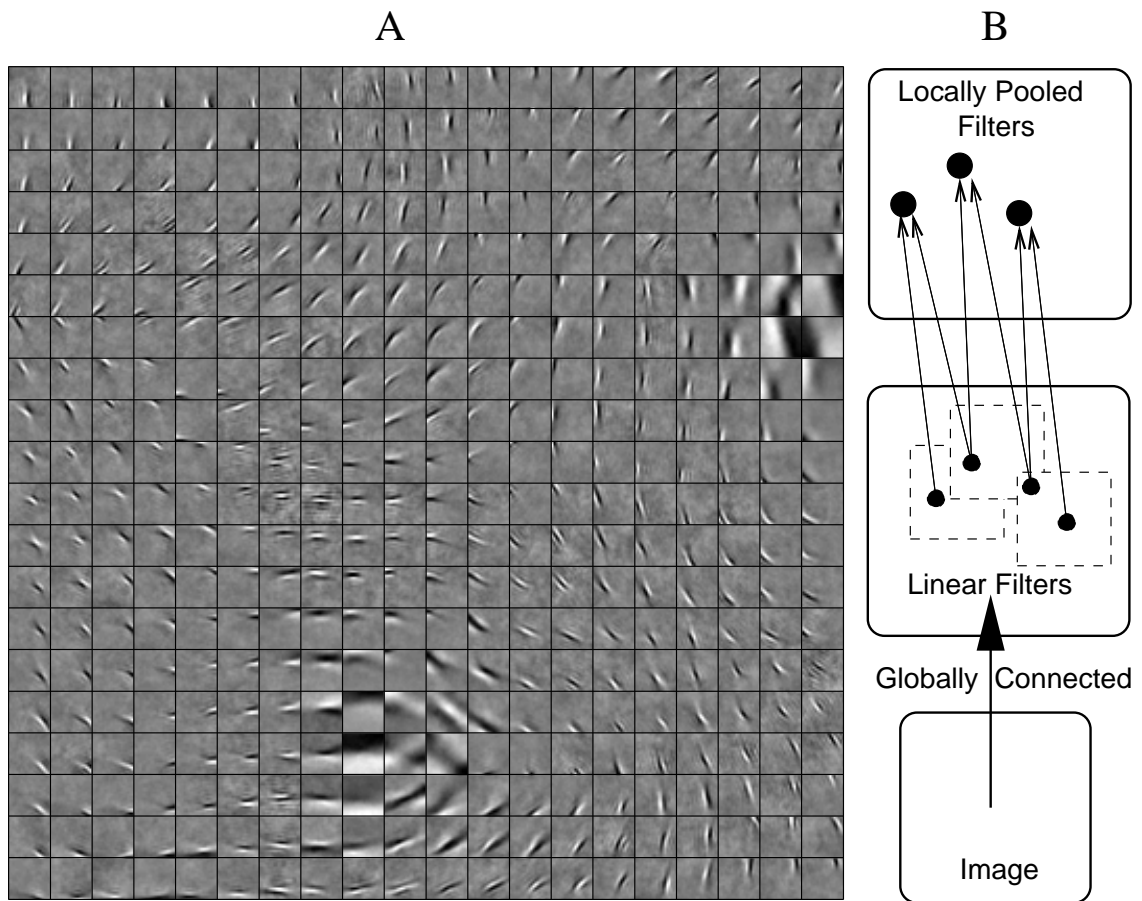 A
B
Locally Pooled
Filters
Linear Filters
Globally Connected
Image